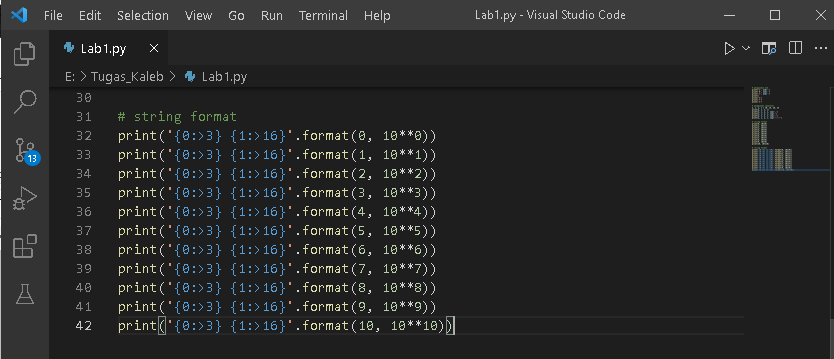 File Edit Selection View Go Run Terminal Help Lab1.py - Visual Studio Code
Lab1.py
E: > Tugas_Kaleb > Lab1.py
30
31 # string format
32 print('{0:>3} {1:>16}'.format(0, 10**0))
33 print('{0:>3} {1:>16}'.format(1, 10**1))
34 print('{0:>3} {1:>16}'.format(2, 10**2))
35 print('{0:>3} {1:>16}'.format(3, 10**3))
36 print('{0:>3} {1:>16}'.format(4, 10**4))
37 print('{0:>3} {1:>16}'.format(5, 10**5))
38 print('{0:>3} {1:>16}'.format(6, 10**6))
39 print('{0:>3} {1:>16}'.format(7, 10**7))
40 print('{0:>3} {1:>16}'.format(8, 10**8))
41 print('{0:>3} {1:>16}'.format(9, 10**9))
42 print('{0:>3} {1:>16}'.format(10, 10**10))
13